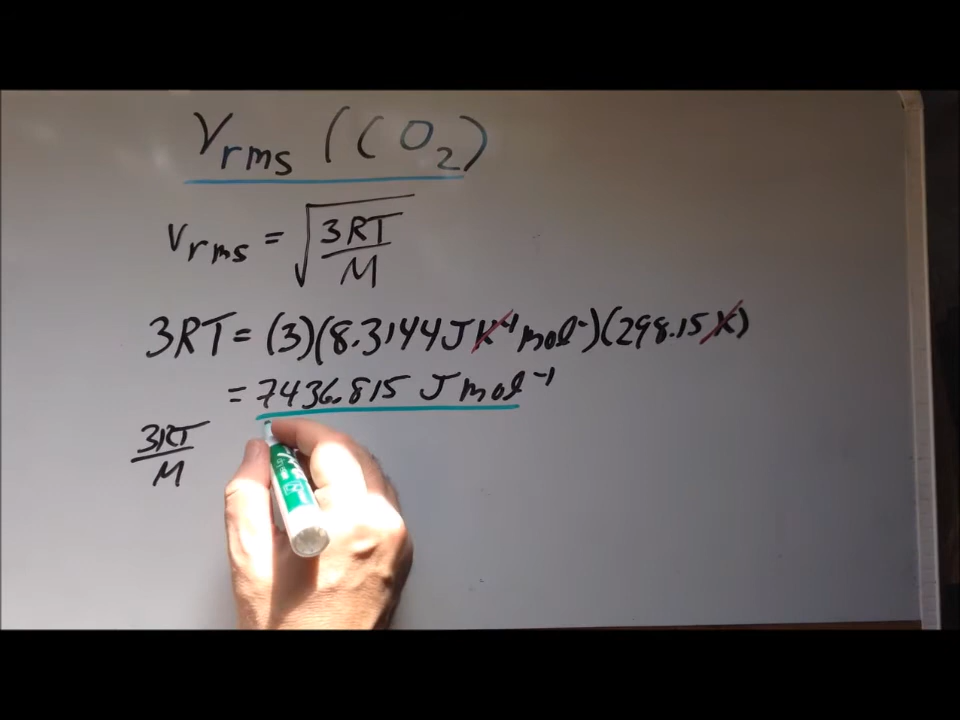 Vrms (CO₂)
Vrms = √(3RT/M)
3RT = (3)(8.3144 J K⁻¹ mol⁻¹)(298.15 K)
= 7436.815 J mol⁻¹
3RT/M